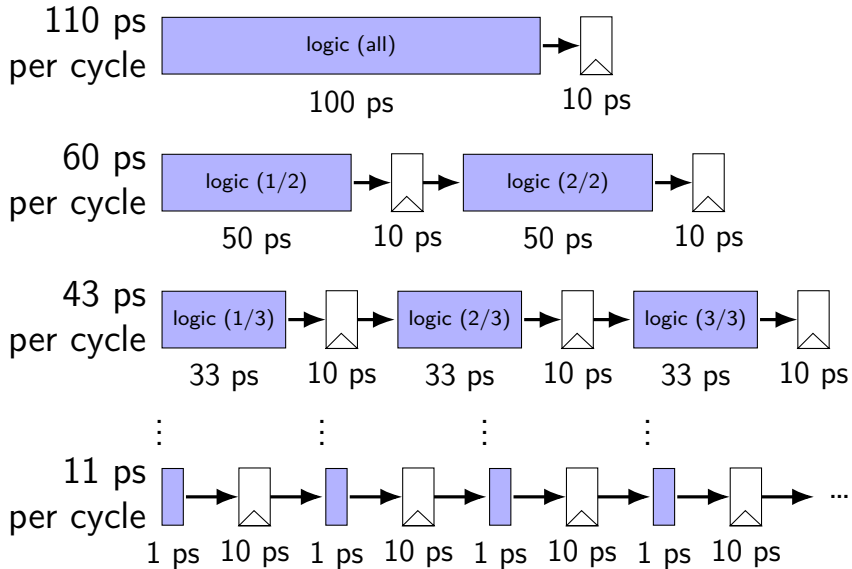 110 ps
per cycle
logic (all)
100 ps
10 ps
60 ps
per cycle
logic (1/2)
logic (2/2)
50 ps
10 ps
50 ps
10 ps
43 ps
per cycle
logic (1/3)
logic (2/3)
logic (3/3)
33 ps
10 ps
33 ps
10 ps
33 ps
10 ps
⋮
⋮
⋮
⋮
11 ps
per cycle
...
1 ps
10 ps
1 ps
10 ps
1 ps
10 ps
1 ps
10 ps